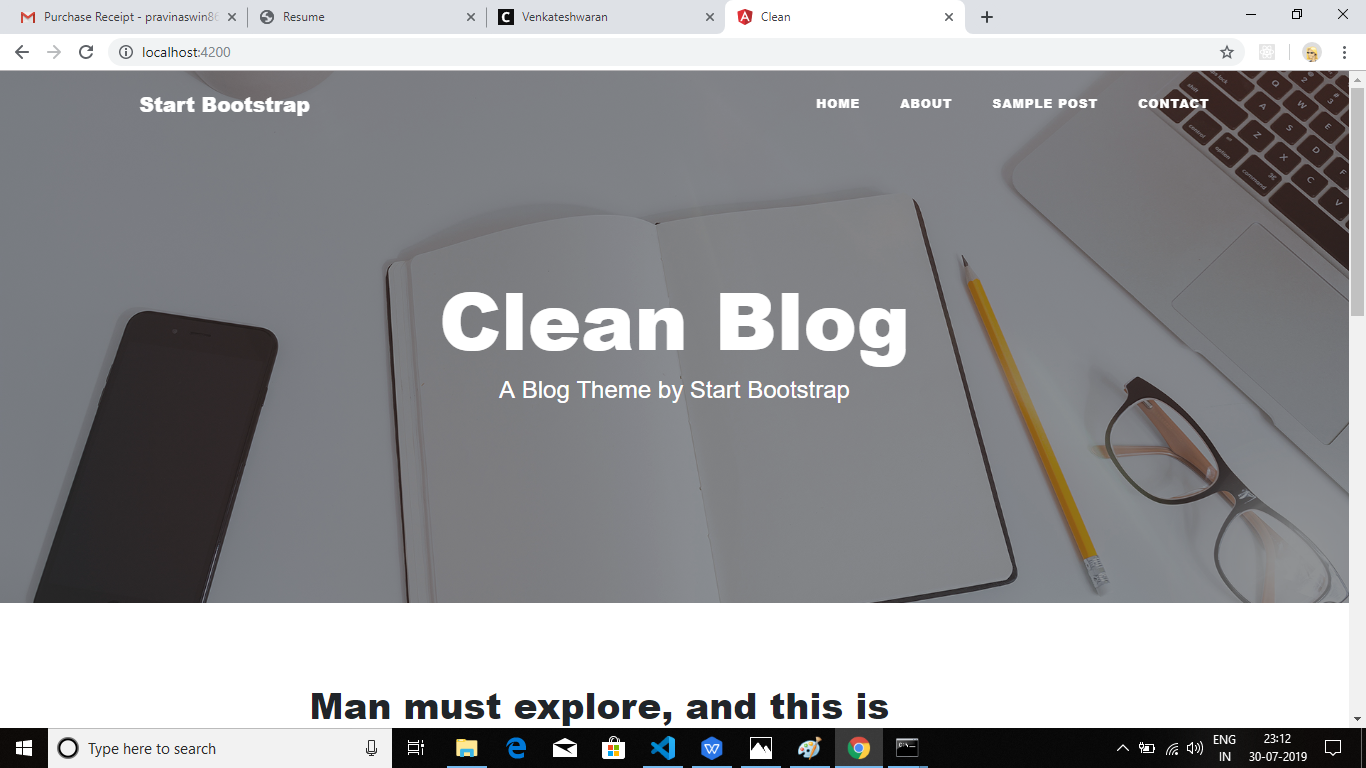 Purchase Receipt - pravinaswin86
Resume
Venkateshwaran
Clean
localhost:4200
Start Bootstrap
HOME ABOUT SAMPLE POST CONTACT
Clean Blog
A Blog Theme by Start Bootstrap
Man must explore, and this is
Type here to search
ENG
IN
23:12
30-07-2019